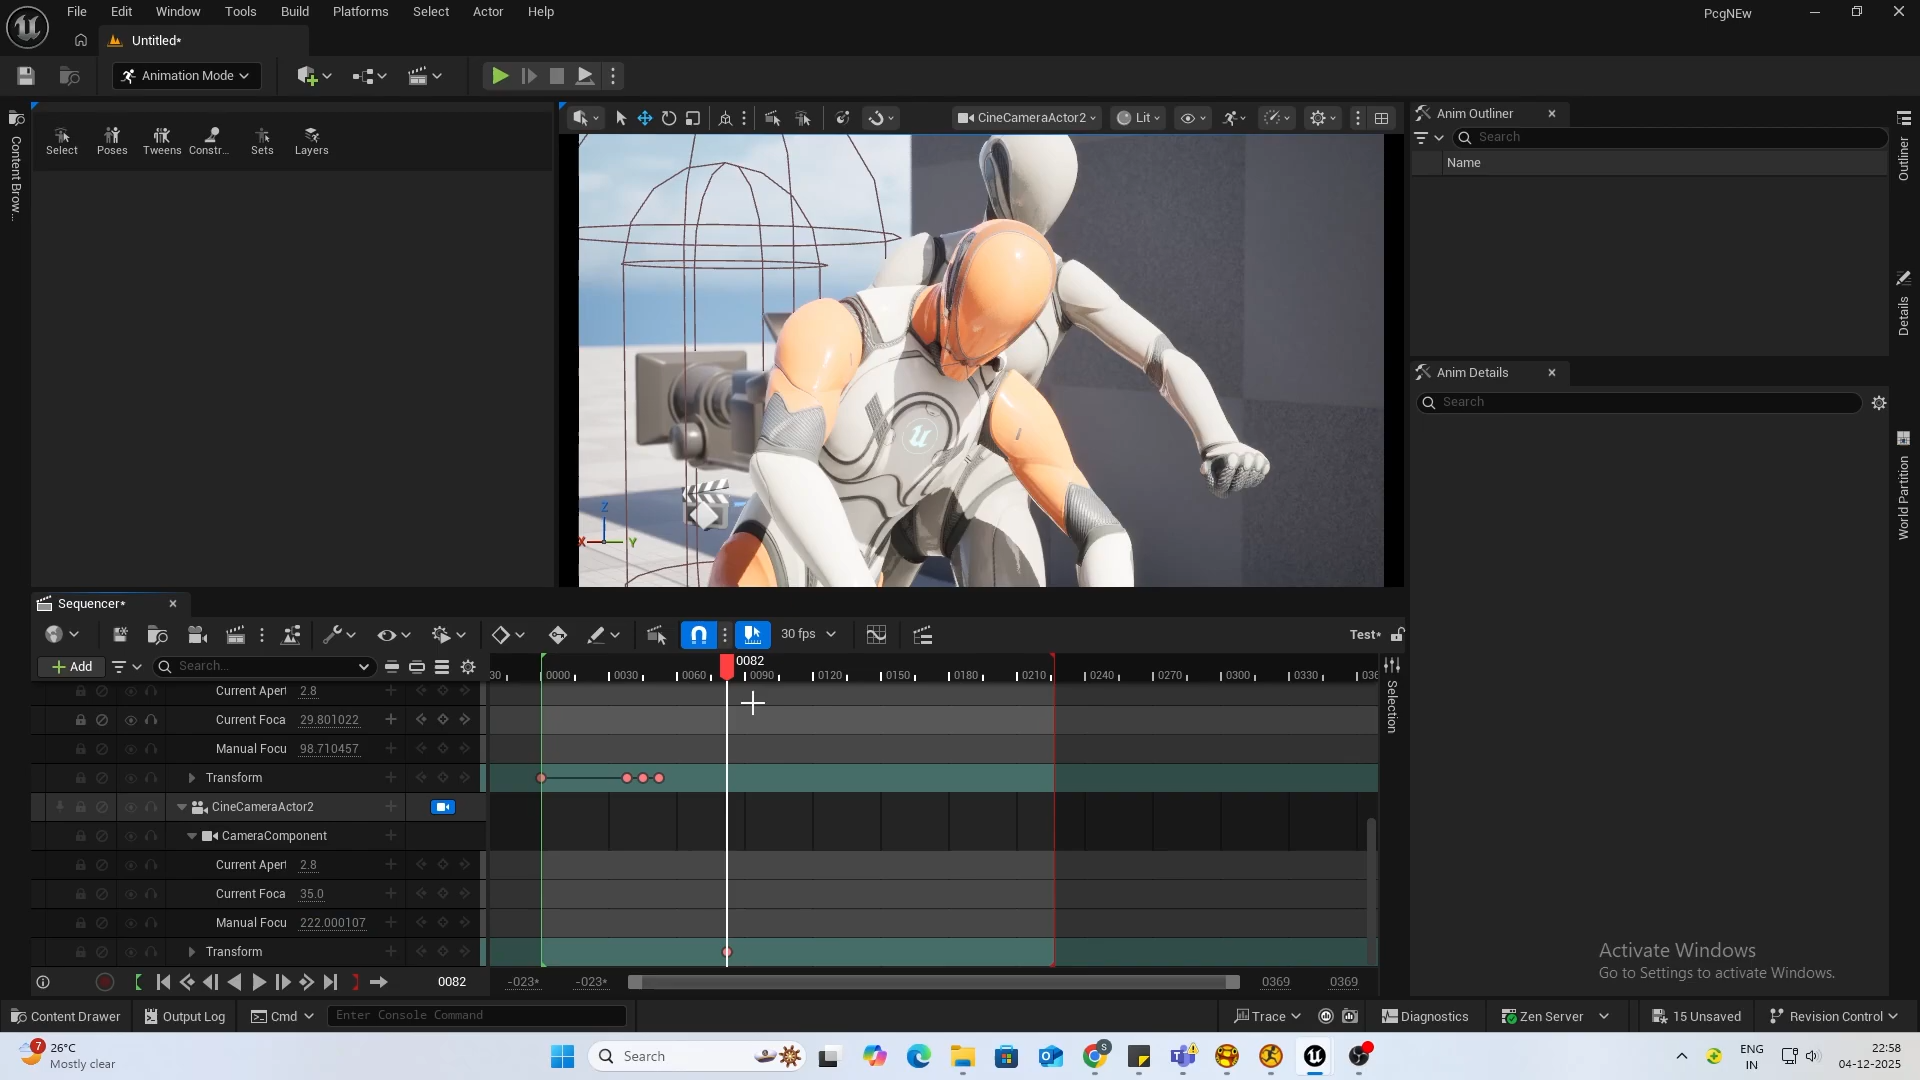 File Edit Window Tools Build Platforms Select Actor Help
PcgNEw
Untitled*
Animation Mode
Select Poses Tweens Constr... Sets Layers
CineCameraActor2
Lit
Anim Outliner
Search
Name
Content Brow...
Outliner
Details
World Partition
Anim Details
Search
Z
X
Y
Sequencer*
30 fps
Test*
Add
Search...
0082
30 0000 0030 0060 0090 0120 0150 0180 0210 0240 0270 0300 0330 036
Selection
Current Apert 2.8
Current Foca 29.801022
Manual Focu 98.710457
Transform
CineCameraActor2
CameraComponent
Current Apert 2.8
Current Foca 35.0
Manual Focu 222.000107
Transform
0082
-023* -023* 0369 0369
Activate Windows
Go to Settings to activate Windows.
Content Drawer Output Log Cmd Enter Console Command Trace Diagnostics Zen Server 15 Unsaved Revision Control
7
26°C
Mostly clear
Search
S
ENG
IN
22:58
04-12-2025